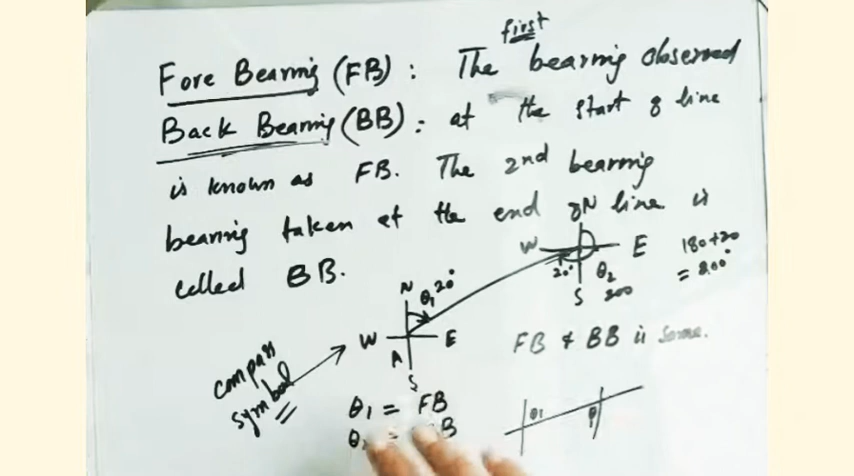 first
Fore Bearing (FB) : The bearing observed
Back Bearing (BB) : at the start of line
is known as FB. The 2nd bearing
bearing taken at the end of line is
called BB.
N
W E
20°
θ2
S 200
180+20
= 200°
N
θ1 20°
W E
A
S
compass
symbol
FB & BB is same.
θ1 = FB
B
θ1